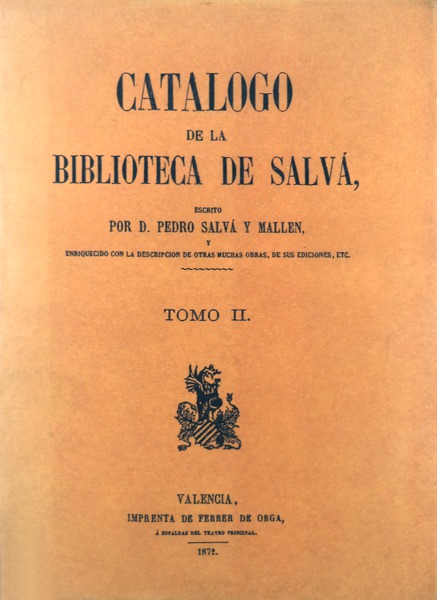 CATALOGO
DE LA
BIBLIOTECA DE SALVÁ,
ESCRITO
POR D. PEDRO SALVÁ Y MALLEN,
Y
ENRIQUECIDO CON LA DESCRIPCION DE OTRAS MUCHAS OBRAS, DE SUS EDICIONES, ETC.
TOMO II.
VALENCIA,
IMPRENTA DE FERRER DE ORGA,
Á ESPALDAS DEL TEATRO PRINCIPAL.
1872.